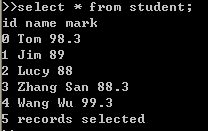 >>select * from student;
id name mark
0 Tom 98.3
1 Jim 89
2 Lucy 88
3 Zhang San 88.3
4 Wang Wu 99.3
5 records selected